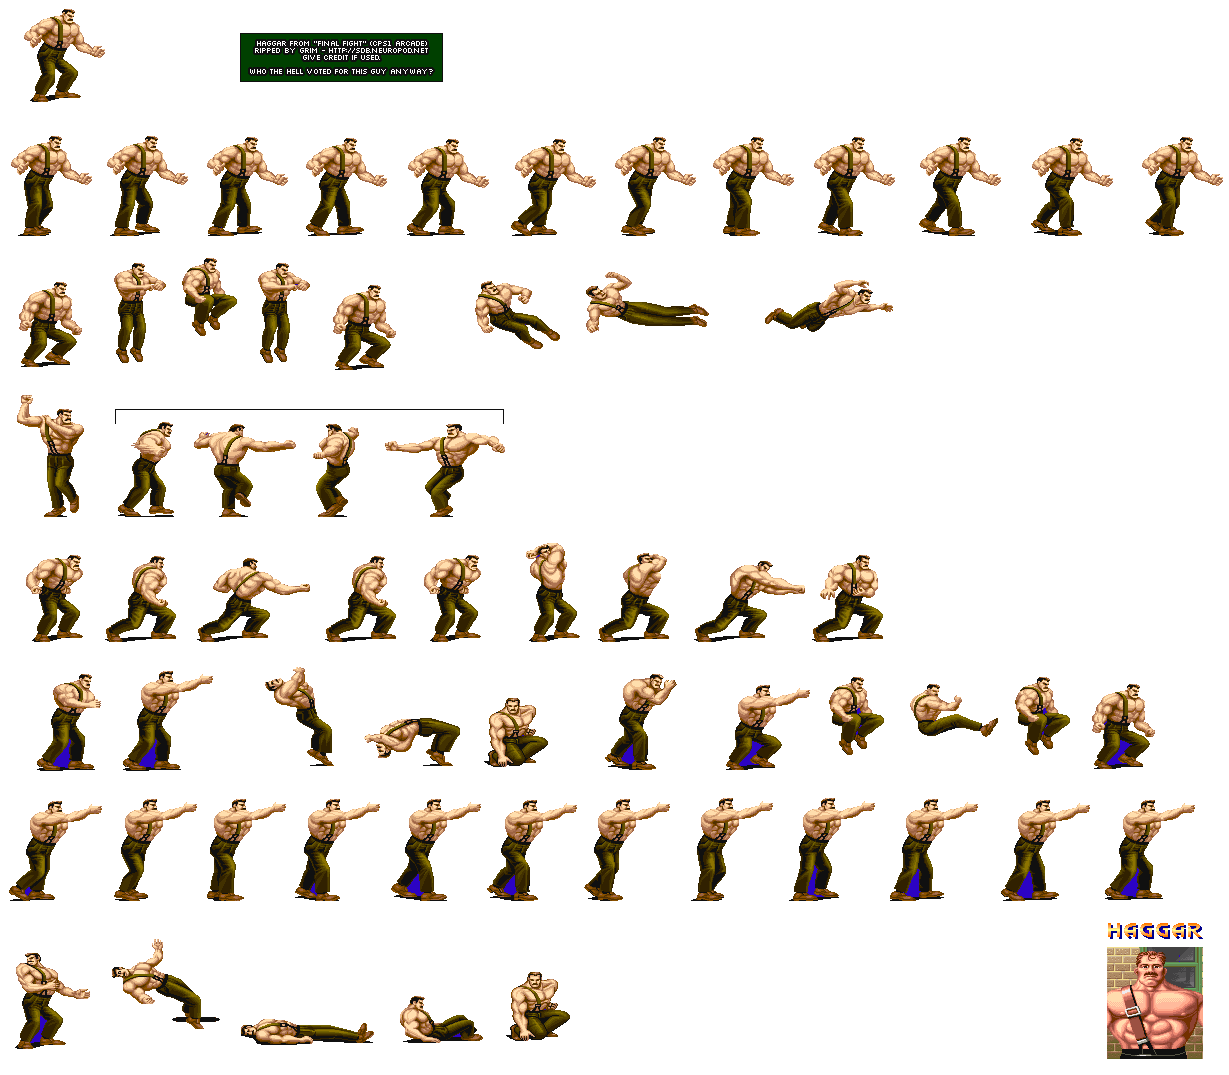 HAGGAR FROM "FINAL FIGHT" (CPS1 ARCADE)
RIPPED BY GRIM - HTTP://SDB.NEUROPOD.NET
GIVE CREDIT IF USED.
WHO THE HELL VOTED FOR THIS GUY ANYWAY?
HAGGAR